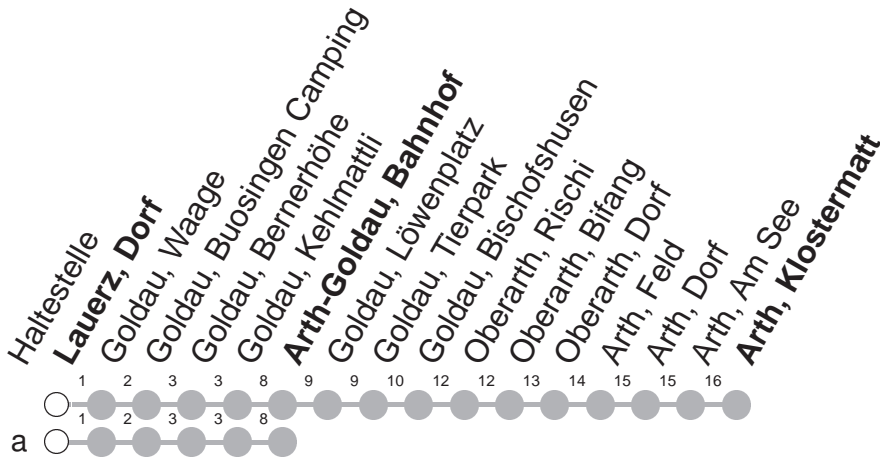 Haltestelle
Lauerz, Dorf
Goldau, Waage
Goldau, Buosingen Camping
Goldau, Bernerhöhe
Goldau, Kehlmattli
Arth-Goldau, Bahnhof
Goldau, Löwenplatz
Goldau, Tierpark
Goldau, Bischofshusen
Oberarth, Rischi
Oberarth, Bifang
Oberarth, Dorf
Arth, Feld
Arth, Dorf
Arth, Am See
Arth, Klostermatt
1 2 3 3 8 9 9 10 12 12 13 14 15 15 16
a 1 2 3 3 8